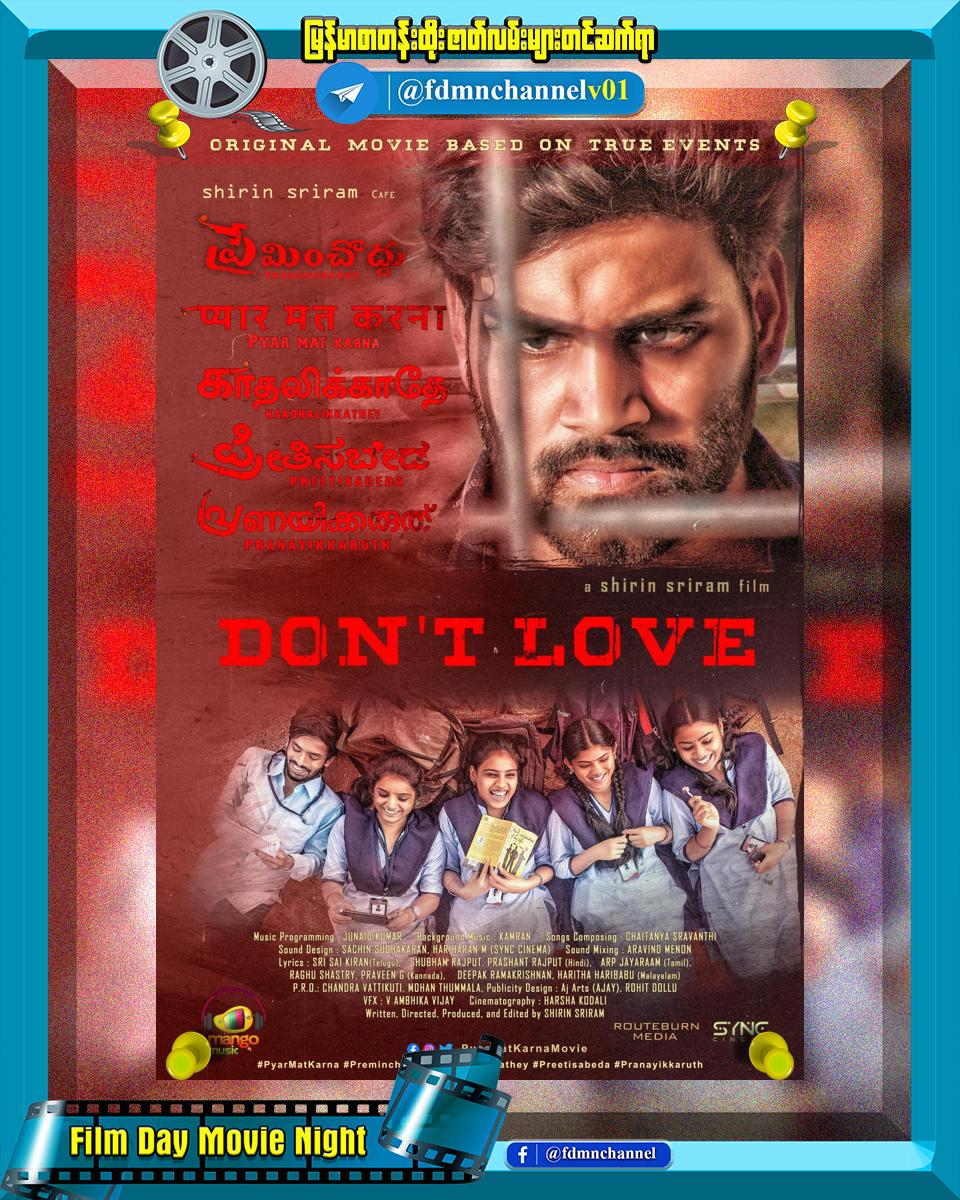 မြန်မာစာတန်းထိုးဇာတ်လမ်းများတင်ဆက်ရာ
@fdmnchannelv01
ORIGINAL MOVIE BASED ON TRUE EVENTS
shirin sriram CAFE
ప్రేమించొద్దు
प्यार मत करना
PYAR MAT KARNA
காதலிக்காதே
KAADHALIKKATHEY
ಪ್ರೀತಿಸಬೇಡ
PREETISABEDA
പ്രണയിക്കരുത്
PRANAYIKKARUTH
a shirin sriram film
DON'T LOVE
Music Programming : JUNAID KUMAR Background Music : KAMRAN Songs Composing : CHAITANYA SRAVANTHI
Sound Design : SACHIN SUDHAKARAN, HARIHARAN M (SYNC CINEMA) Sound Mixing : ARAVIND MENON
Lyrics : SRI SAI KIRAN(Telugu), SHUBHAM RAJPUT, PRASHANT RAJPUT (Hindi), ARP JAYARAAM (Tamil),
RAGHU SHASTRY, PRAVEEN G (Kannada), DEEPAK RAMAKRISHNAN, HARITHA HARIBABU (Malayalam)
P.R.O.: CHANDRA VATTIKUTI, MOHAN THUMMALA, Publicity Design : Aj Arts (AJAY), ROHIT DOLLU
VFX : V AMBHIKA VIJAY Cinematography : HARSHA KODALI
Written, Directed, Produced, and Edited by SHIRIN SRIRAM
mango
music
ROUTEBURN
MEDIA
SYNC
MatKarnaMovie
#PyarMatKarna #Preminch athey #Preetisabeda #Pranayikkaruth
Film Day Movie Night
@fdmnchannel